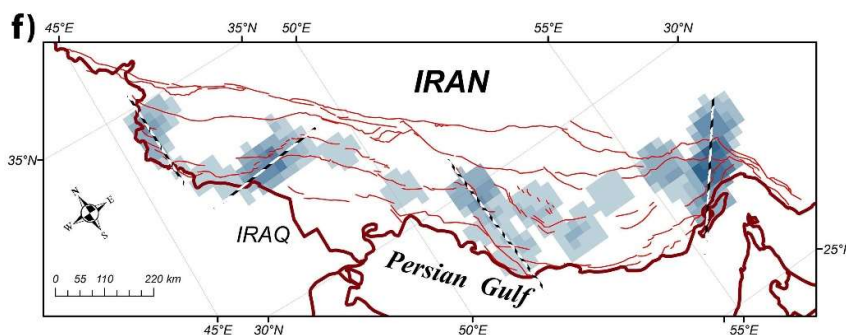 f)
45°E 35°N 50°E 55°E 30°N
IRAN
35°N
IRAQ
N
E
W
S
Persian Gulf
25°N
0 55 110 220 km
45°E 30°N 50°E 55°E